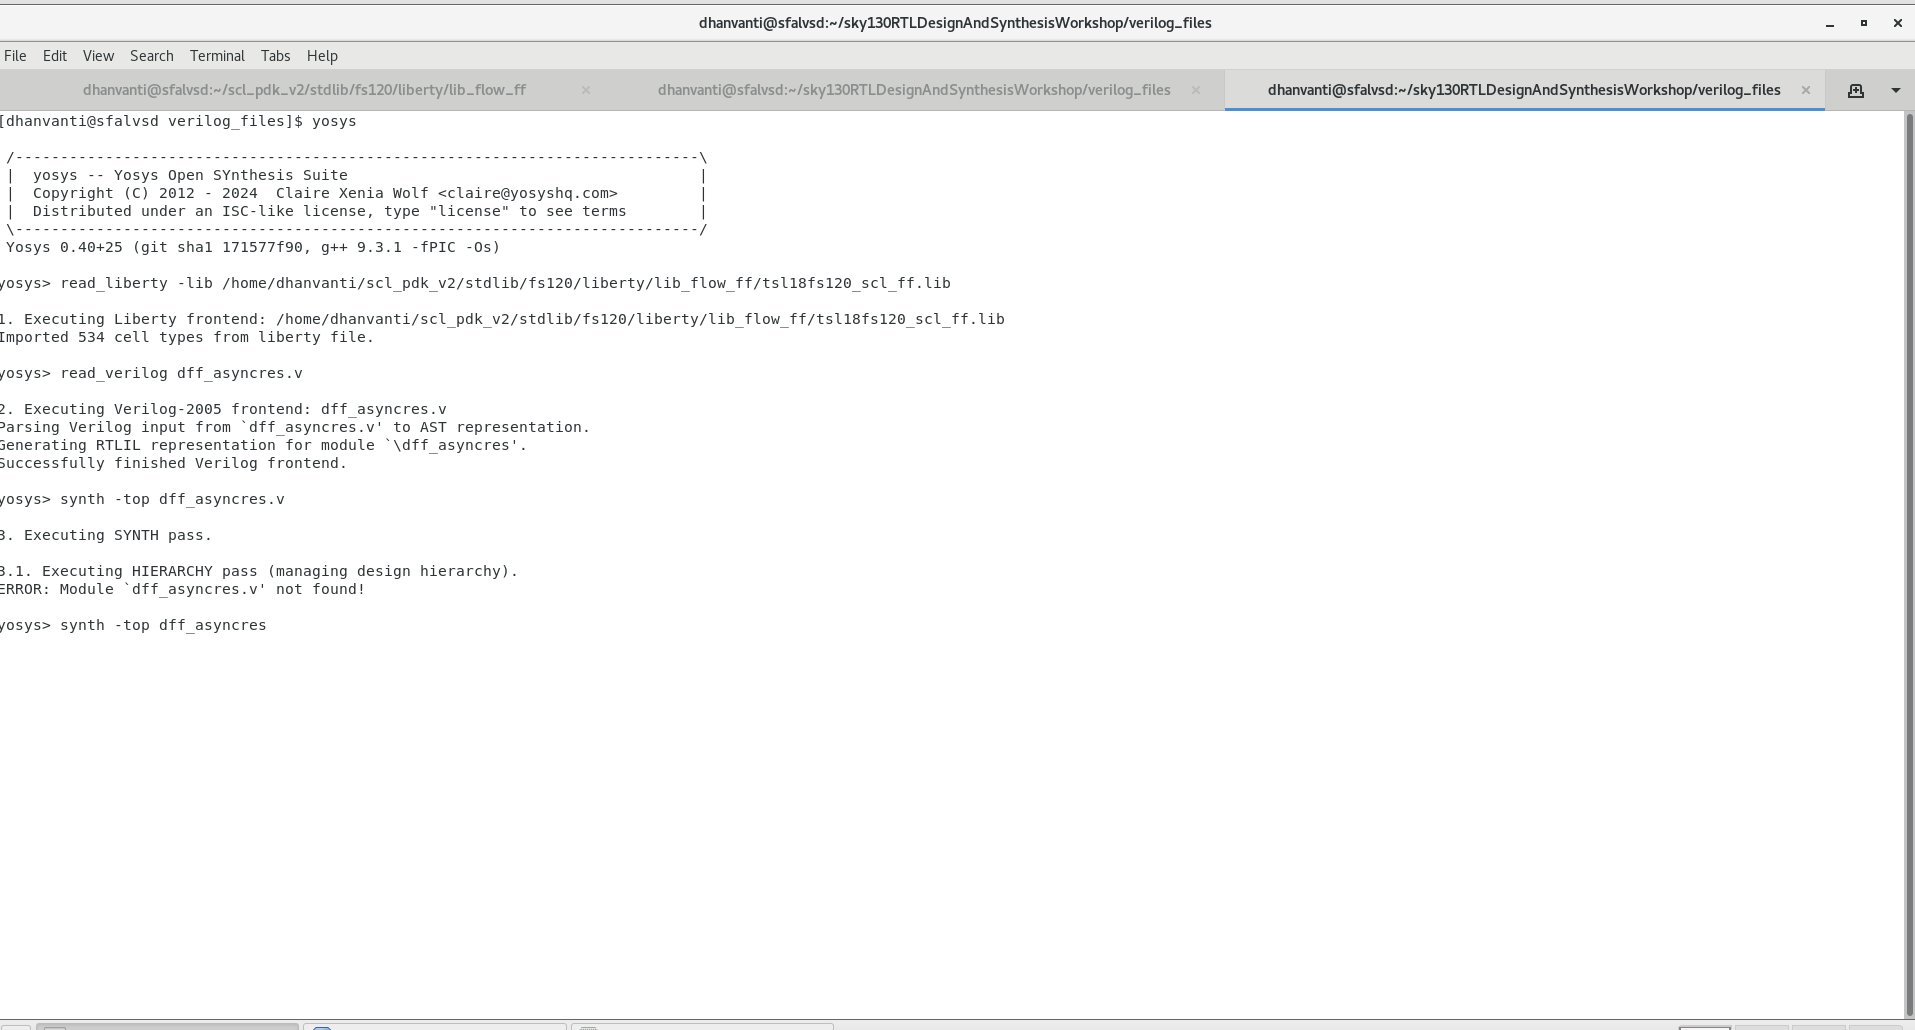 dhanvanti@sfalvsd:~/sky130RTLDesignAndSynthesisWorkshop/verilog_files
File Edit View Search Terminal Tabs Help
dhanvanti@sfalvsd:~/scl_pdk_v2/stdlib/fs120/liberty/lib_flow_ff
dhanvanti@sfalvsd:~/sky130RTLDesignAndSynthesisWorkshop/verilog_files
dhanvanti@sfalvsd:~/sky130RTLDesignAndSynthesisWorkshop/verilog_files
[dhanvanti@sfalvsd verilog_files]$ yosys
/----------------------------------------------------------------------------\
| yosys -- Yosys Open SYnthesis Suite |
| Copyright (C) 2012 - 2024 Claire Xenia Wolf <claire@yosyshq.com> |
| Distributed under an ISC-like license, type "license" to see terms |
\----------------------------------------------------------------------------/
Yosys 0.40+25 (git sha1 171577f90, g++ 9.3.1 -fPIC -Os)
yosys> read_liberty -lib /home/dhanvanti/scl_pdk_v2/stdlib/fs120/liberty/lib_flow_ff/tsl18fs120_scl_ff.lib
1. Executing Liberty frontend: /home/dhanvanti/scl_pdk_v2/stdlib/fs120/liberty/lib_flow_ff/tsl18fs120_scl_ff.lib
Imported 534 cell types from liberty file.
yosys> read_verilog dff_asyncres.v
2. Executing Verilog-2005 frontend: dff_asyncres.v
Parsing Verilog input from `dff_asyncres.v' to AST representation.
Generating RTLIL representation for module `\dff_asyncres'.
Successfully finished Verilog frontend.
yosys> synth -top dff_asyncres.v
3. Executing SYNTH pass.
3.1. Executing HIERARCHY pass (managing design hierarchy).
ERROR: Module `dff_asyncres.v' not found!
yosys> synth -top dff_asyncres